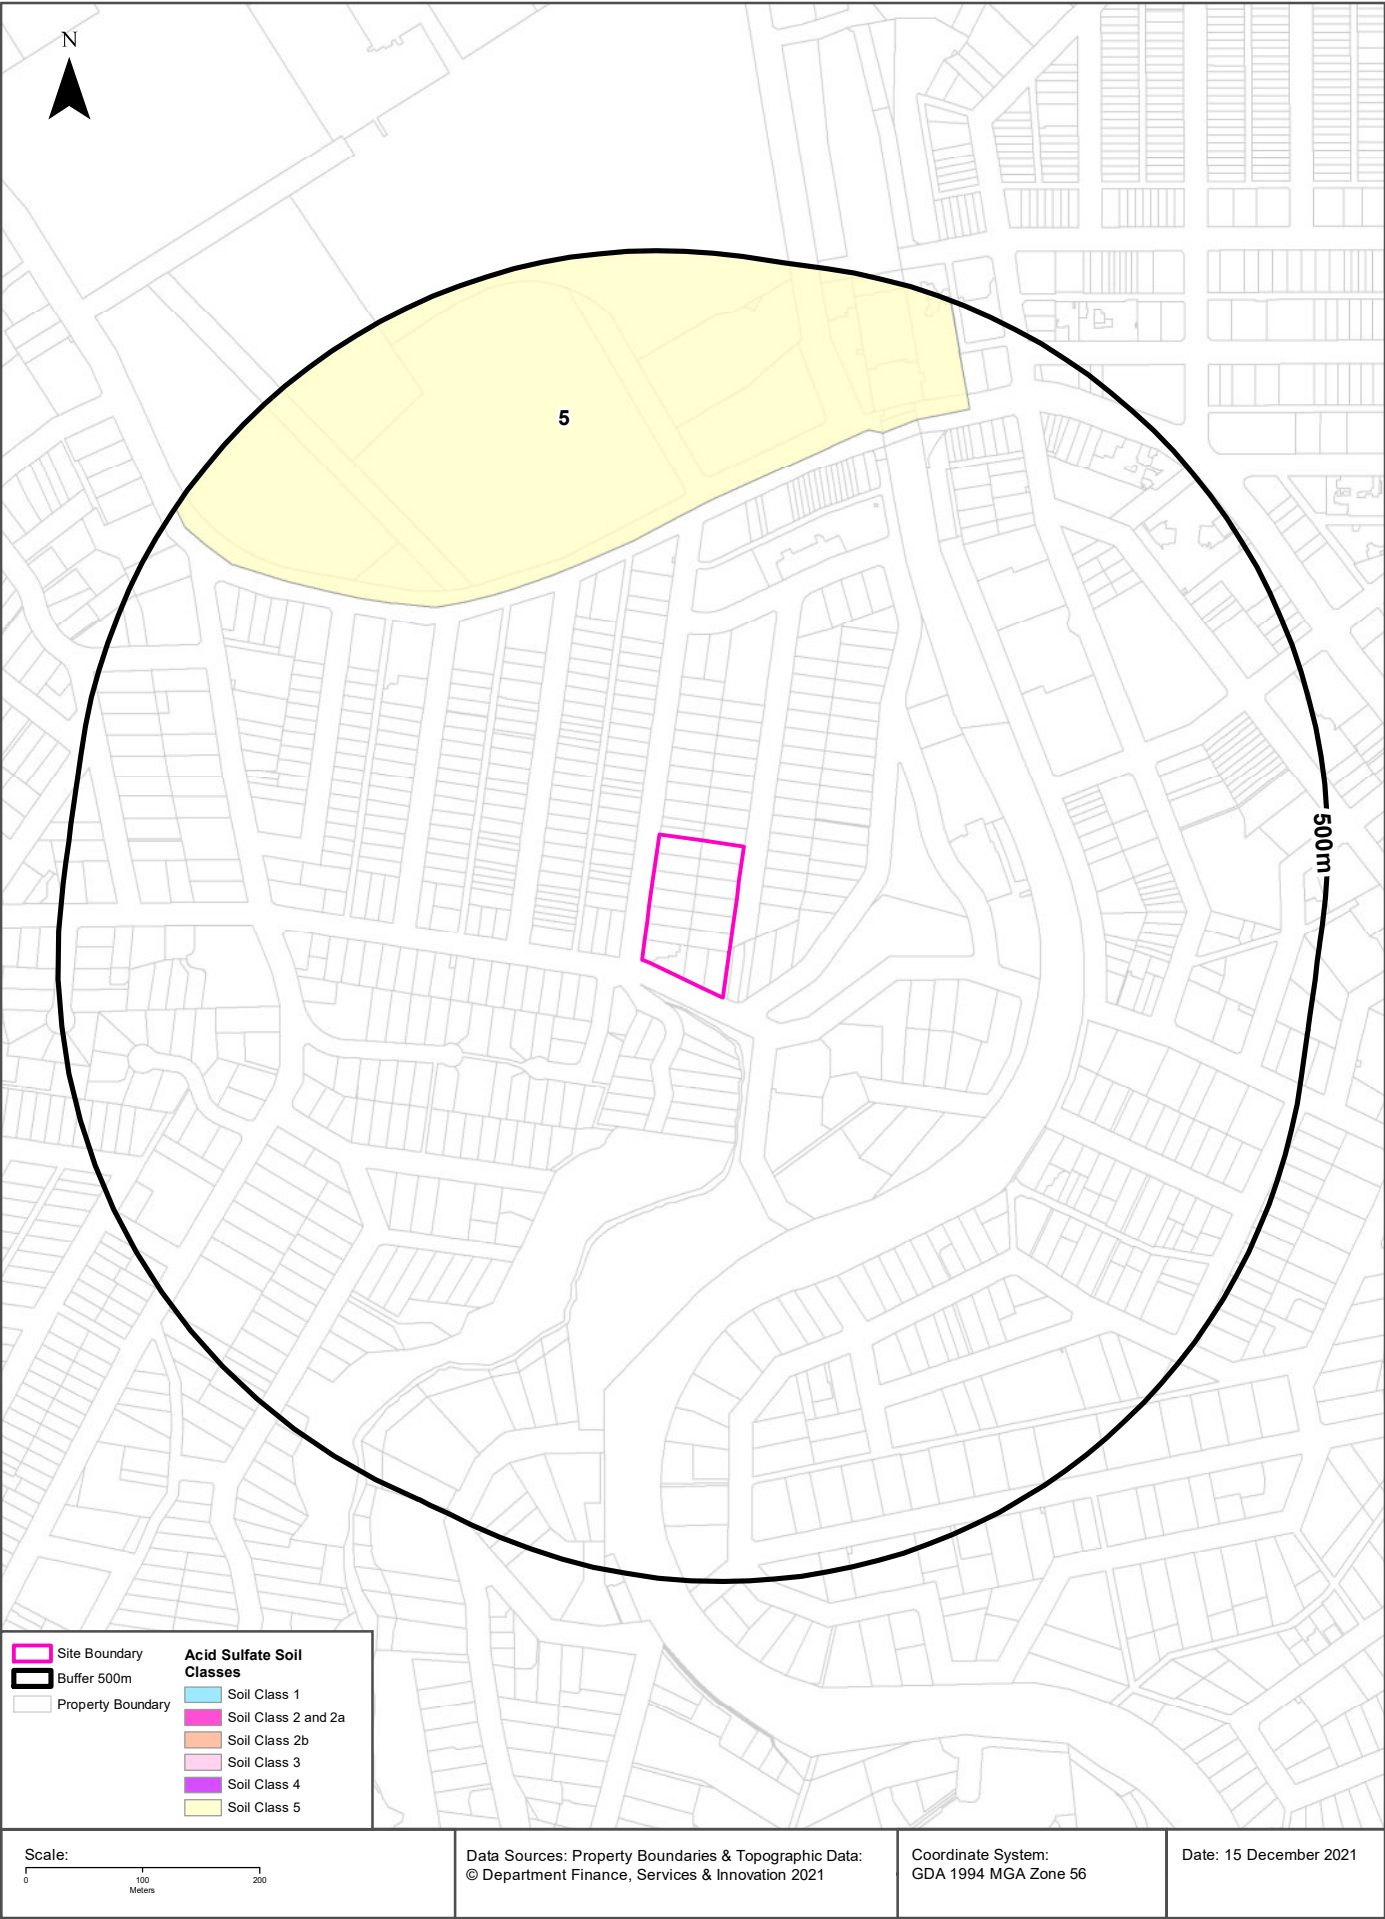 N
5
500m
Site Boundary
Buffer 500m
Property Boundary
Acid Sulfate Soil
Classes
Soil Class 1
Soil Class 2 and 2a
Soil Class 2b
Soil Class 3
Soil Class 4
Soil Class 5
Scale:
0 100 200
Meters
Data Sources: Property Boundaries & Topographic Data:
© Department Finance, Services & Innovation 2021
Coordinate System:
GDA 1994 MGA Zone 56
Date: 15 December 2021